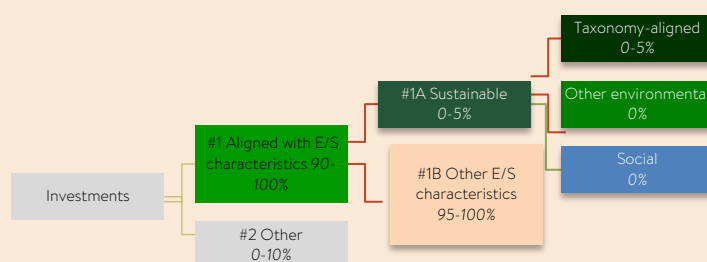 Taxonomy-aligned
0-5%
#1A Sustainable
0-5%
Other environmenta
0%
#1 Aligned with E/S
characteristics 90-
100%
Social
0%
#1B Other E/S
characteristics
95-100%
Investments
#2 Other
0-10%